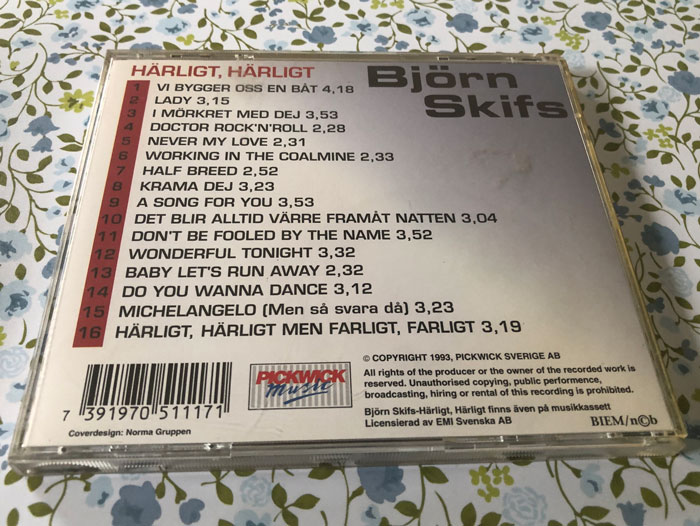 HÄRLIGT, HÄRLIGT
Björn
Skifs
1 VI BYGGER OSS EN BÅT 4,18
2 LADY 3,15
3 I MÖRKRET MED DEJ 3,53
4 DOCTOR ROCK'N'ROLL 2,28
5 NEVER MY LOVE 2,31
6 WORKING IN THE COALMINE 2,33
7 HALF BREED 2,52
8 KRAMA DEJ 3,23
9 A SONG FOR YOU 3,53
10 DET BLIR ALLTID VÄRRE FRAMÅT NATTEN 3,04
11 DON'T BE FOOLED BY THE NAME 3,52
12 WONDERFUL TONIGHT 3,32
13 BABY LET'S RUN AWAY 2,32
14 DO YOU WANNA DANCE 3,12
15 MICHELANGELO (Men så svara då) 3,23
16 HÄRLIGT, HÄRLIGT MEN FARLIGT, FARLIGT 3,19
7 391970 511171
Coverdesign: Norma Gruppen
PICKWICK
Music
© COPYRIGHT 1993, PICKWICK SVERIGE AB
All rights of the producer or the owner of the recorded work is
reserved. Unauthorised copying, public performence,
broadcasting, hiring or rental of this recording is prohibited.
Björn Skifs-Härligt, Härligt finns även på musikkassett
Licensierad av EMI Svenska AB
BIEM/n©b